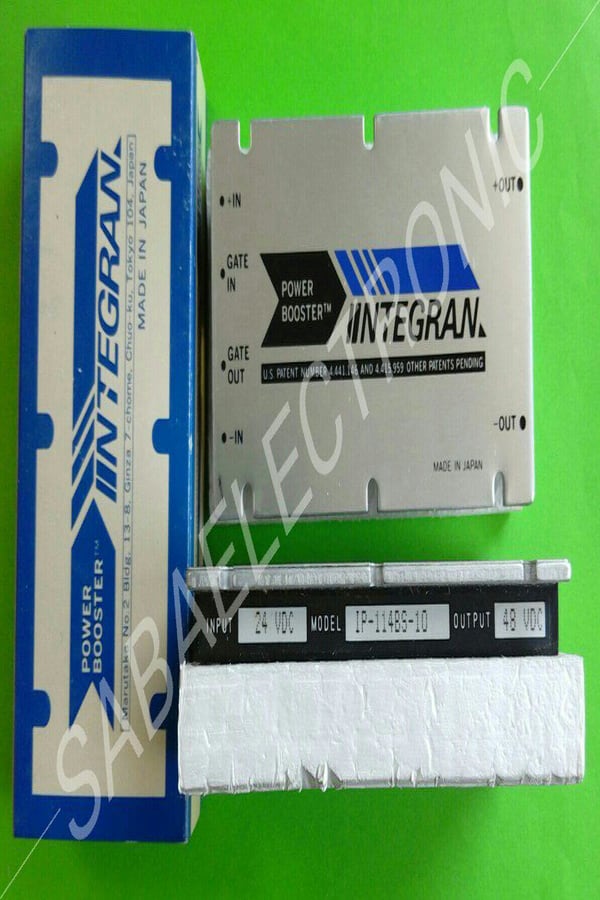 INTEGRAN
MADE IN JAPAN
POWER
BOOSTER™
Marutake No.2 Bldg. 13-8, Ginza 7-chome, Chuo-ku, Tokyo 104, Japan
+IN
+OUT
GATE
IN
POWER
BOOSTER™
INTEGRAN
GATE
OUT
U.S. PATENT NUMBER 4,441,146 AND 4,415,959 OTHER PATENTS PENDING
-IN
-OUT
MADE IN JAPAN
INPUT 24 VDC MODEL IP-114BS-10 OUTPUT 48 VDC
SABAELECTRONIC